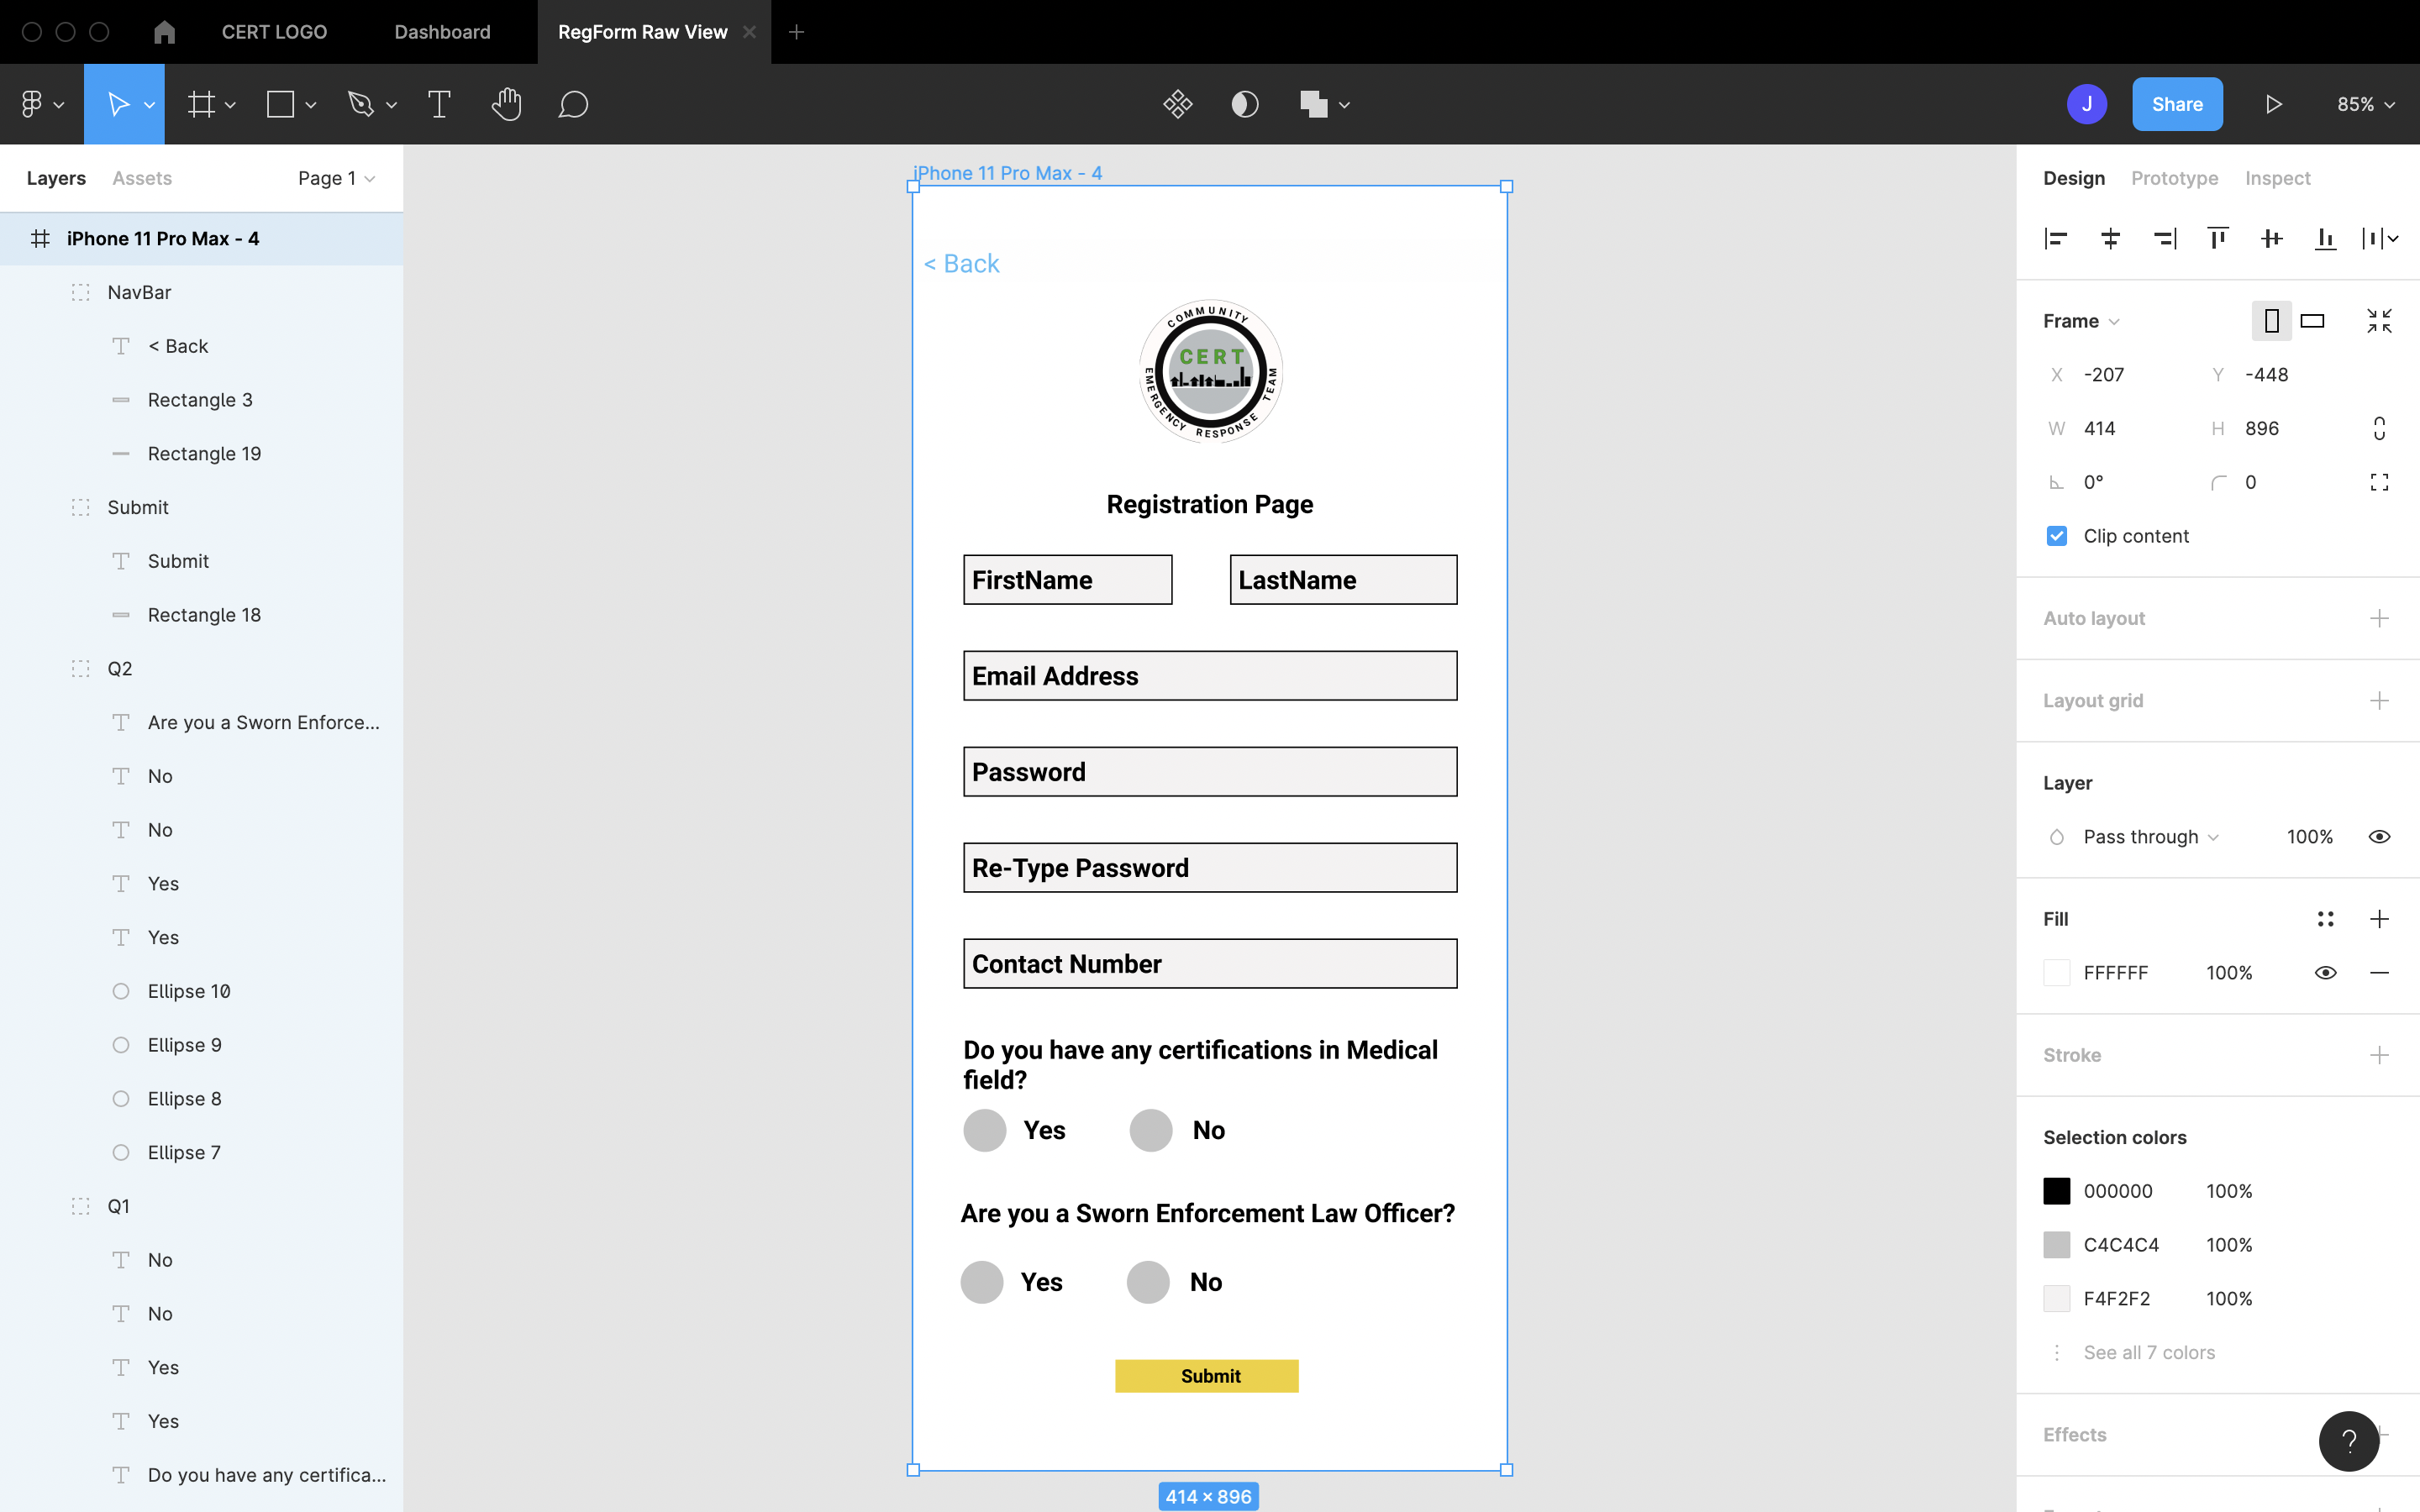 CERT LOGO
Dashboard
RegForm Raw View
J
Share
85%
Layers
Assets
Page 1
iPhone 11 Pro Max - 4
NavBar
< Back
Rectangle 3
Rectangle 19
Submit
Submit
Rectangle 18
Q2
Are you a Sworn Enforce...
No
No
Yes
Yes
Ellipse 10
Ellipse 9
Ellipse 8
Ellipse 7
Q1
No
No
Yes
Yes
Do you have any certifica...
iPhone 11 Pro Max - 4
< Back
COMMUNITY
CERT
EMERGENCY RESPONSE TEAM
Registration Page
FirstName
LastName
Email Address
Password
Re-Type Password
Contact Number
Do you have any certifications in Medical
field?
Yes
No
Are you a Sworn Enforcement Law Officer?
Yes
No
Submit
414 × 896
Design
Prototype
Inspect
Frame
X -207
Y -448
W 414
H 896
0°
0
Clip content
Auto layout
Layout grid
Layer
Pass through
100%
Fill
FFFFFF
100%
Stroke
Selection colors
000000
100%
C4C4C4
100%
F4F2F2
100%
See all 7 colors
Effects
?